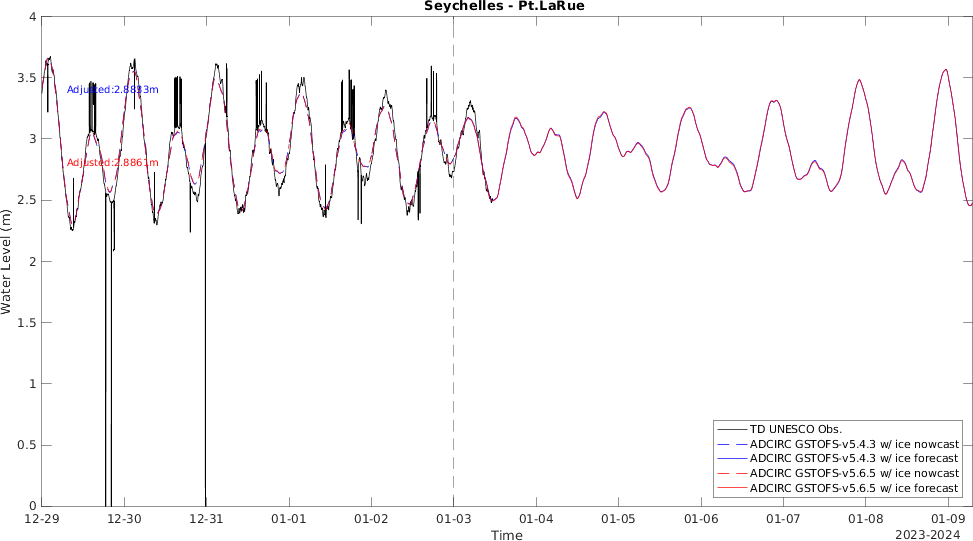 Seychelles - Pt.LaRue
4
3.5
3
2.5
2
1.5
1
0.5
0
Water Level (m)
Adjusted:2.8861m
TD UNESCO Obs.
ADCIRC GSTOFS-v5.4.3 w/ ice nowcast
ADCIRC GSTOFS-v5.4.3 w/ ice forecast
ADCIRC GSTOFS-v5.6.5 w/ ice nowcast
ADCIRC GSTOFS-v5.6.5 w/ ice forecast
12-29 12-30 12-31 01-01 01-02 01-03 01-04 01-05 01-06 01-07 01-08 01-09
Time
2023-2024